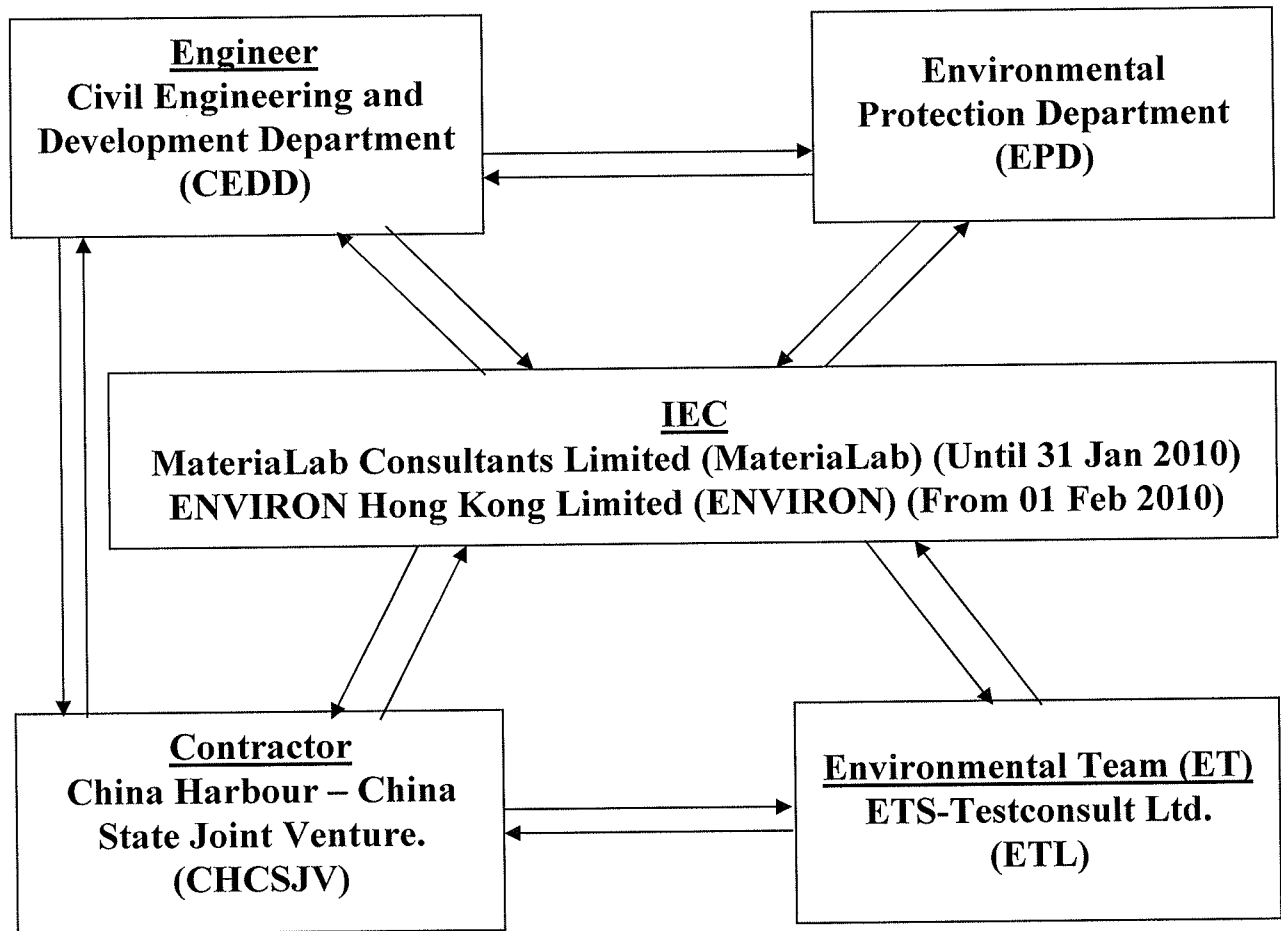 Engineer
Civil Engineering and
Development Department
(CEDD)
Environmental
Protection Department
(EPD)
IEC
MateriaLab Consultants Limited (MateriaLab) (Until 31 Jan 2010)
ENVIRON Hong Kong Limited (ENVIRON) (From 01 Feb 2010)
Contractor
China Harbour – China
State Joint Venture.
(CHCSJV)
Environmental Team (ET)
ETS-Testconsult Ltd.
(ETL)